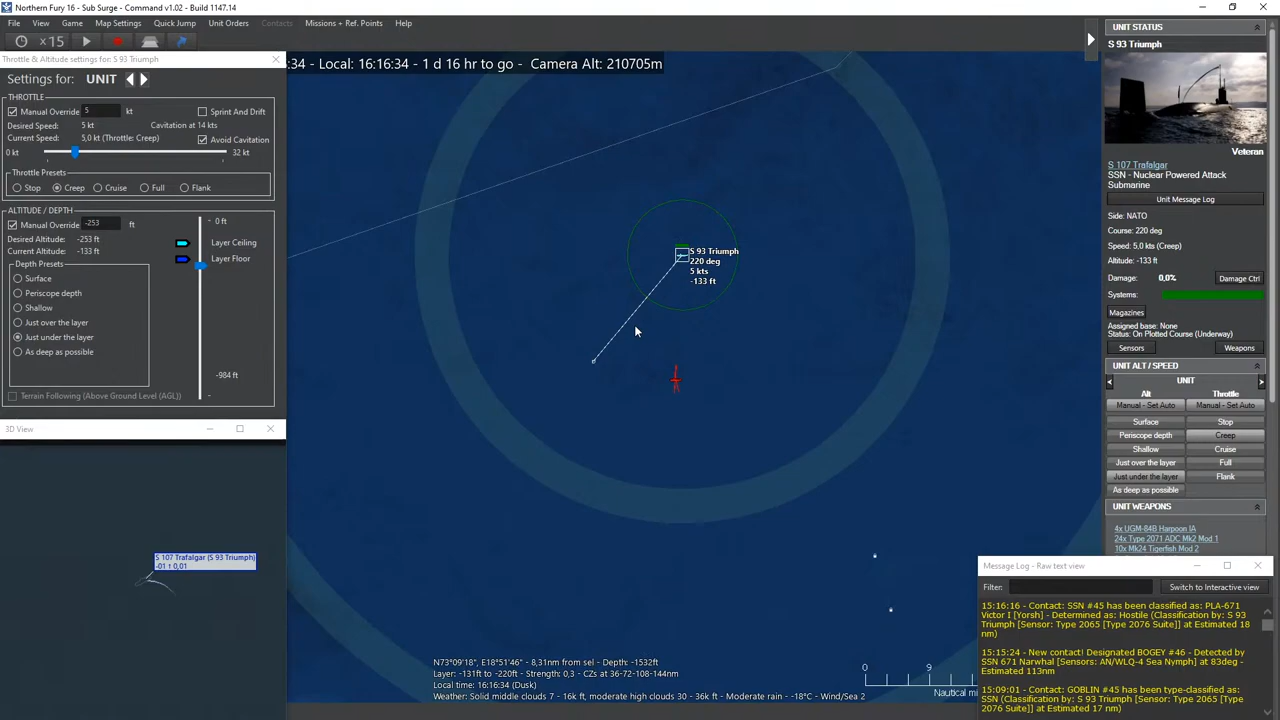 Northern Fury 16 - Sub Surge - Command v1.02 - Build 1147.14
File View Game Map Settings Quick Jump Unit Orders Contacts Missions + Ref. Points Help
x15
Throttle & Altitude settings for: S 93 Triumph
Settings for: UNIT
THROTTLE
Manual Override 5 kt
Sprint And Drift
Desired Speed: 5 kt
Cavitation at 14 kts
Current Speed: 5,0 kt (Throttle: Creep)
Avoid Cavitation
0 kt
32 kt
Throttle Presets
Stop Creep Cruise Full Flank
ALTITUDE / DEPTH
Manual Override -253 ft
Desired Altitude: -253 ft
Current Altitude: -133 ft
- 0 ft
Layer Ceiling
Layer Floor
Depth Presets
Surface
Periscope depth
Shallow
Just over the layer
Just under the layer
As deep as possible
-984 ft
Terrain Following (Above Ground Level (AGL))
3D View
S 107 Trafalgar (S 93 Triumph)
:34 - Local: 16:16:34 - 1 d 16 hr to go - Camera Alt: 210705m
S 93 Triumph
220 deg
5 kts
-133 ft
N73°09'18", E18°51'46" - 8,31nm from sel - Depth: -1532ft
Layer: -131ft to -220ft - Strength: 0,3 - CZs at 36-72-108-144nm
Local time: 16:16:34 (Dusk)
Weather: Solid middle clouds 7 - 16k ft, moderate high clouds 30 - 36k ft - Moderate rain - -18°C - Wind/Sea 2
0 9
Nautical mi
UNIT STATUS
S 93 Triumph
Veteran
S 107 Trafalgar
SSN - Nuclear Powered Attack
Submarine
Unit Message Log
Side: NATO
Course: 220 deg
Speed: 5,0 kts (Creep)
Altitude: -133 ft
Damage: 0,0% Damage Ctrl
Systems:
Magazines
Assigned base: None
Status: On Plotted Course (Underway)
Sensors Weapons
UNIT ALT / SPEED
UNIT
Alt Throttle
Manual - Set Auto Manual - Set Auto
Surface Stop
Periscope depth Creep
Shallow Cruise
Just over the layer Full
Just under the layer Flank
As deep as possible
UNIT WEAPONS
4x UGM-84B Harpoon IA
24x Type 2071 ADC Mk2 Mod 1
10x Mk24 Tigerfish Mod 2
Message Log - Raw text view
Filter: Switch to Interactive view
15:16:16 - Contact: SSN #45 has been classified as: PLA-671
Victor I [Yorsh] - Determined as: Hostile (Classification by: S 93
Triumph [Sensor: Type 2065 [Type 2076 Suite]] at Estimated 18
nm)
15:15:24 - New contact! Designated BOGEY #46 - Detected by
SSN 671 Narwhal [Sensors: AN/WLQ-4 Sea Nymph] at 83deg -
Estimated 113nm
15:09:01 - Contact: GOBLIN #45 has been type-classified as:
SSN (Classification by: S 93 Triumph [Sensor: Type 2065 [Type
2076 Suite]] at Estimated 17 nm)